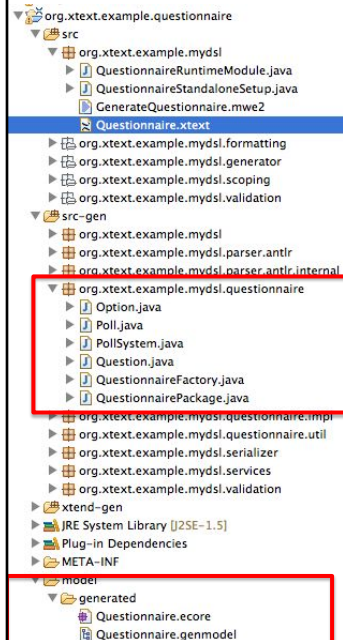 org.xtext.example.questionnaire
src
org.xtext.example.mydsl
QuestionnaireRuntimeModule.java
QuestionnaireStandaloneSetup.java
GenerateQuestionnaire.mwe2
Questionnaire.xtext
org.xtext.example.mydsl.formatting
org.xtext.example.mydsl.generator
org.xtext.example.mydsl.scoping
org.xtext.example.mydsl.validation
src-gen
org.xtext.example.mydsl
org.xtext.example.mydsl.parser.antlr
org.xtext.example.mydsl.parser.antlr.internal
org.xtext.example.mydsl.questionnaire
Option.java
Poll.java
PollSystem.java
Question.java
QuestionnaireFactory.java
QuestionnairePackage.java
org.xtext.example.mydsl.questionnaire.impl
org.xtext.example.mydsl.questionnaire.util
org.xtext.example.mydsl.serializer
org.xtext.example.mydsl.services
org.xtext.example.mydsl.validation
xtend-gen
JRE System Library [J2SE-1.5]
Plug-in Dependencies
META-INF
model
generated
Questionnaire.ecore
Questionnaire.genmodel